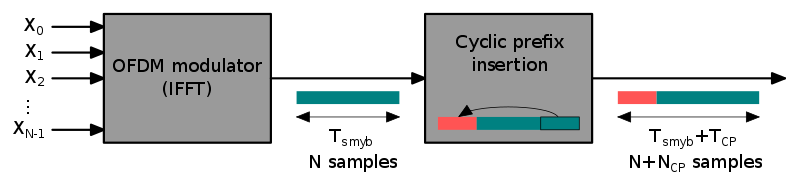 X0
X1
X2
...
XN-1
OFDM modulator
(IFFT)
Tsmyb
N samples
Cyclic prefix
insertion
Tsmyb+TCP
N+NCP samples